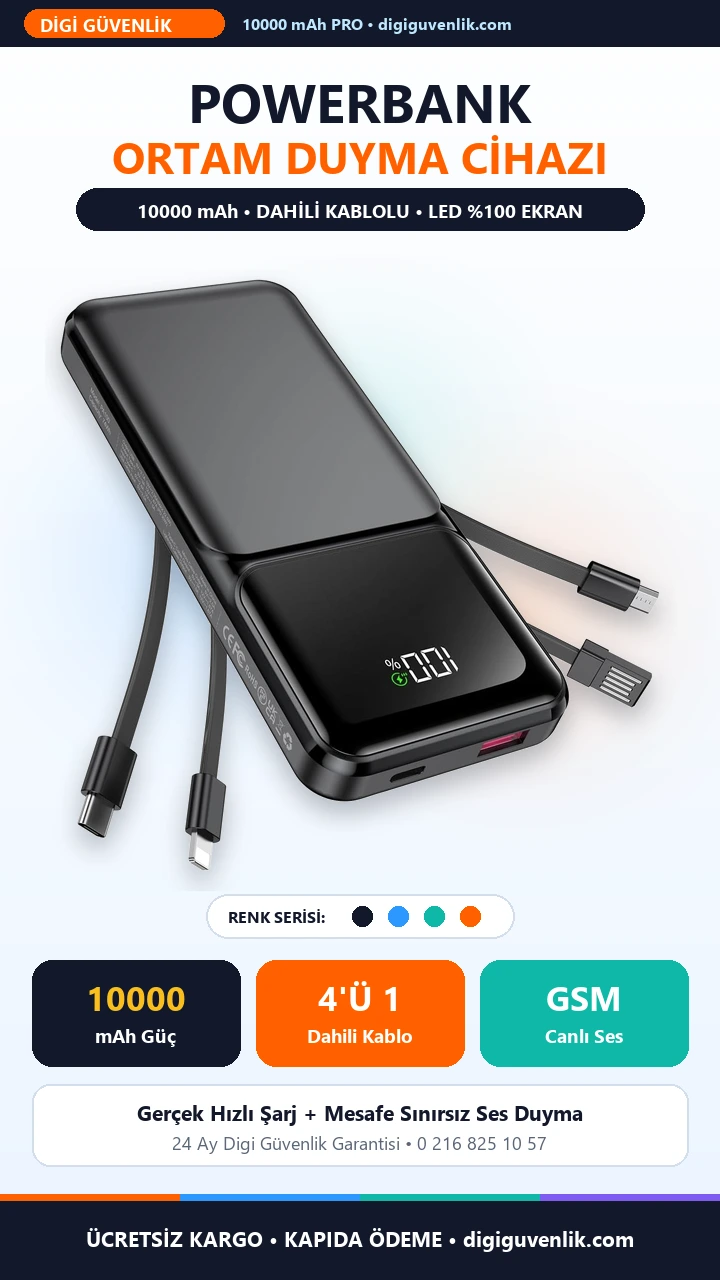 DİGİ GÜVENLİK
10000 mAh PRO • digiguvenlik.com
POWERBANK
ORTAM DUYMA CİHAZI
10000 mAh • DAHİLİ KABLOLU • LED %100 EKRAN
%100
CE FC RoHS
RENK SERİSİ:
10000
mAh Güç
4'Ü 1
Dahili Kablo
GSM
Canlı Ses
Gerçek Hızlı Şarj + Mesafe Sınırsız Ses Duyma
24 Ay Digi Güvenlik Garantisi • 0 216 825 10 57
ÜCRETSİZ KARGO • KAPIDA ÖDEME • digiguvenlik.com